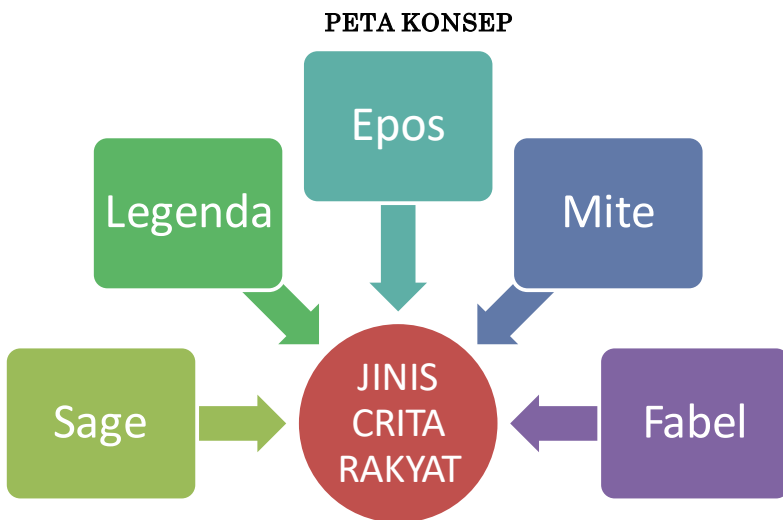 PETA KONSEP
Epos
Legenda
Mite
Sage
JINIS
CRITA
RAKYAT
Fabel